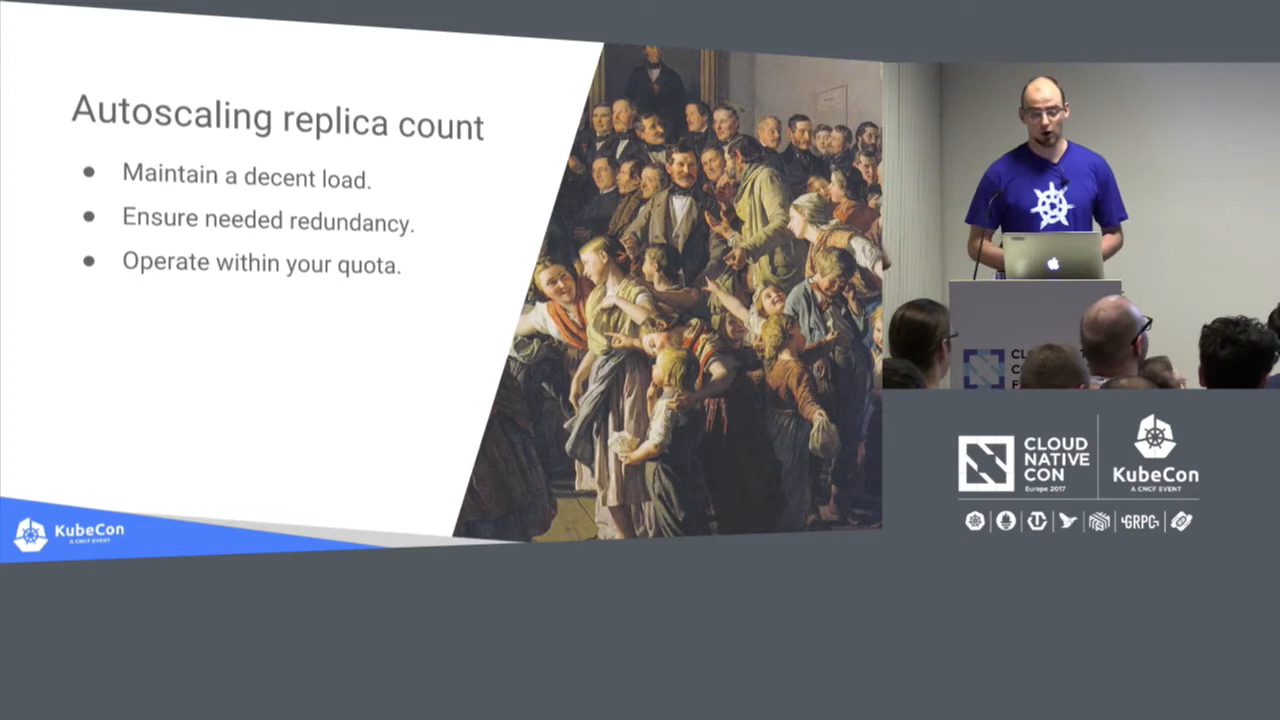 Autoscaling replica count
● Maintain a decent load.
● Ensure needed redundancy.
● Operate within your quota.
KubeCon
A CNCF EVENT
CLOUD
NATIVE
CON
Europe 2017
KubeCon
A CNCF EVENT
GRPC